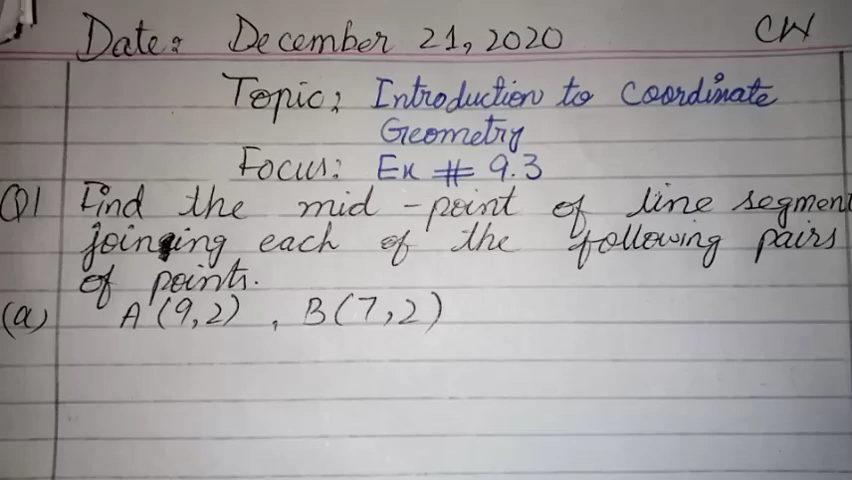 Date: December 21, 2020 CW
Topic: Introduction to Coordinate
Geometry
Focus: Ex # 9.3
Q1 Find the mid-point of line segment
joining each of the following pairs
of points.
(a) A(9,2), B(7,2)